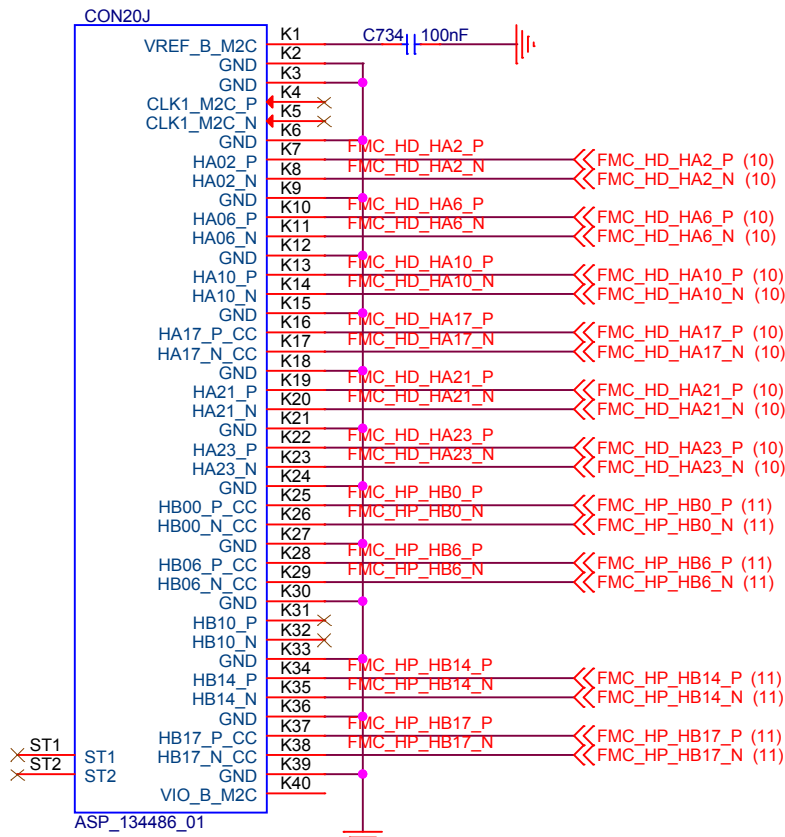 CON20J
VREF_B_M2C K1 C734 100nF
GND K2
GND K3
CLK1_M2C_P K4
CLK1_M2C_N K5
GND K6
HA02_P K7 FMC_HD_HA2_P FMC_HD_HA2_P (10)
HA02_N K8 FMC_HD_HA2_N FMC_HD_HA2_N (10)
GND K9
HA06_P K10 FMC_HD_HA6_P FMC_HD_HA6_P (10)
HA06_N K11 FMC_HD_HA6_N FMC_HD_HA6_N (10)
GND K12
HA10_P K13 FMC_HD_HA10_P FMC_HD_HA10_P (10)
HA10_N K14 FMC_HD_HA10_N FMC_HD_HA10_N (10)
GND K15
HA17_P_CC K16 FMC_HD_HA17_P FMC_HD_HA17_P (10)
HA17_N_CC K17 FMC_HD_HA17_N FMC_HD_HA17_N (10)
GND K18
HA21_P K19 FMC_HD_HA21_P FMC_HD_HA21_P (10)
HA21_N K20 FMC_HD_HA21_N FMC_HD_HA21_N (10)
GND K21
HA23_P K22 FMC_HD_HA23_P FMC_HD_HA23_P (10)
HA23_N K23 FMC_HD_HA23_N FMC_HD_HA23_N (10)
GND K24
HB00_P_CC K25 FMC_HP_HB0_P FMC_HP_HB0_P (11)
HB00_N_CC K26 FMC_HP_HB0_N FMC_HP_HB0_N (11)
GND K27
HB06_P_CC K28 FMC_HP_HB6_P FMC_HP_HB6_P (11)
HB06_N_CC K29 FMC_HP_HB6_N FMC_HP_HB6_N (11)
GND K30
HB10_P K31
HB10_N K32
GND K33
HB14_P K34 FMC_HP_HB14_P FMC_HP_HB14_P (11)
HB14_N K35 FMC_HP_HB14_N FMC_HP_HB14_N (11)
GND K36
HB17_P_CC K37 FMC_HP_HB17_P FMC_HP_HB17_P (11)
ST1 ST1 HB17_N_CC K38 FMC_HP_HB17_N FMC_HP_HB17_N (11)
ST2 ST2 GND K39
VIO_B_M2C K40
ASP_134486_01